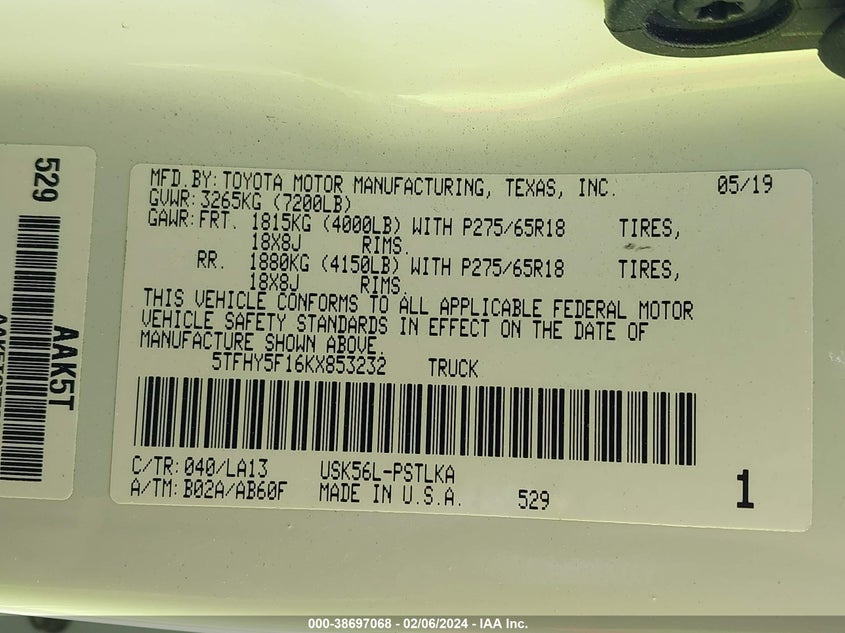 529
AAK5T
MFD.BY:TOYOTA MOTOR MANUFACTURING, TEXAS, INC. 05/19
GVWR:3265KG (7200LB)
GAWR:FRT. 1815KG (4000LB) WITH P275/65R18 TIRES,
18X8J RIMS.
RR. 1880KG (4150LB) WITH P275/65R18 TIRES,
18X8J RIMS.
THIS VEHICLE CONFORMS TO ALL APPLICABLE FEDERAL MOTOR
VEHICLE SAFETY STANDARDS IN EFFECT ON THE DATE OF
MANUFACTURE SHOWN ABOVE.
5TFHY5F16KX853232 TRUCK
C/TR:040/LA13 USK56L-PSTLKA
A/TM:B02A/AB60F MADE IN U.S.A. 529 1
000-38697068 - 02/06/2024 - IAA Inc.